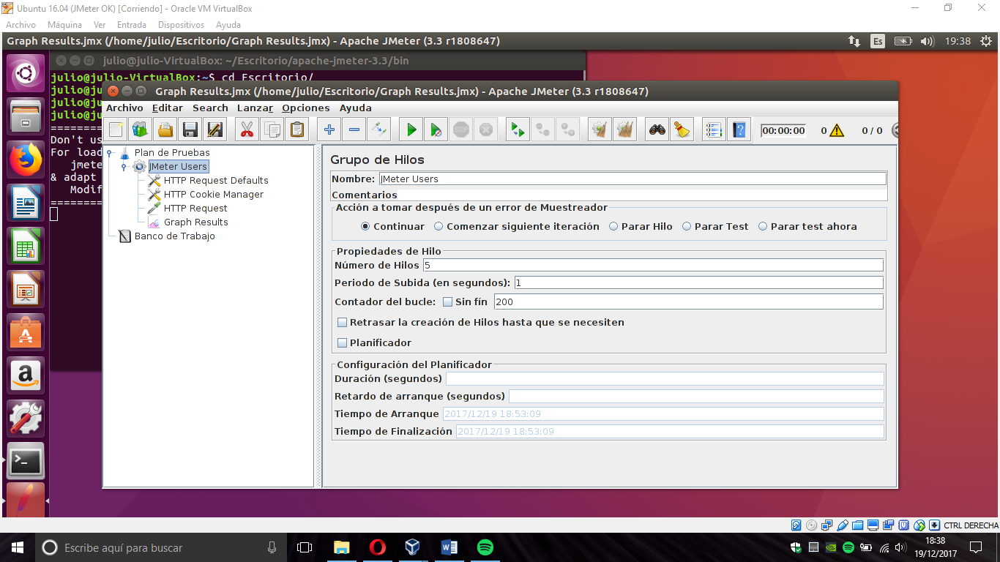 Ubuntu 16.04 (JMeter OK) [Corriendo] - Oracle VM VirtualBox
Archivo Máquina Ver Entrada Dispositivos Ayuda
Graph Results.jmx (/home/julio/Escritorio/Graph Results.jmx) - Apache JMeter (3.3 r1808647) Es 19:38
julio@julio-VirtualBox: ~/Escritorio/apache-jmeter-3.3/bin
julio@julio-VirtualBox:~$ cd Escritorio/
julio@ju
julio@ju
julio@ju
========
Don't us
For load
jmete
& adapt
Modif
========
Graph Results.jmx (/home/julio/Escritorio/Graph Results.jmx) - Apache JMeter (3.3 r1808647)
Archivo Editar Search Lanzar Opciones Ayuda
00:00:00 0 0 / 0
Plan de Pruebas
JMeter Users
HTTP Request Defaults
HTTP Cookie Manager
HTTP Request
Graph Results
Banco de Trabajo
Grupo de Hilos
Nombre: JMeter Users
Comentarios
Acción a tomar después de un error de Muestreador
Continuar Comenzar siguiente iteración Parar Hilo Parar Test Parar test ahora
Propiedades de Hilo
Número de Hilos 5
Periodo de Subida (en segundos): 1
Contador del bucle: Sin fín 200
Retrasar la creación de Hilos hasta que se necesiten
Planificador
Configuración del Planificador
Duración (segundos)
Retardo de arranque (segundos)
Tiempo de Arranque 2017/12/19 18:53:09
Tiempo de Finalización 2017/12/19 18:53:09
CTRL DERECHA
Escribe aquí para buscar
18:38
19/12/2017